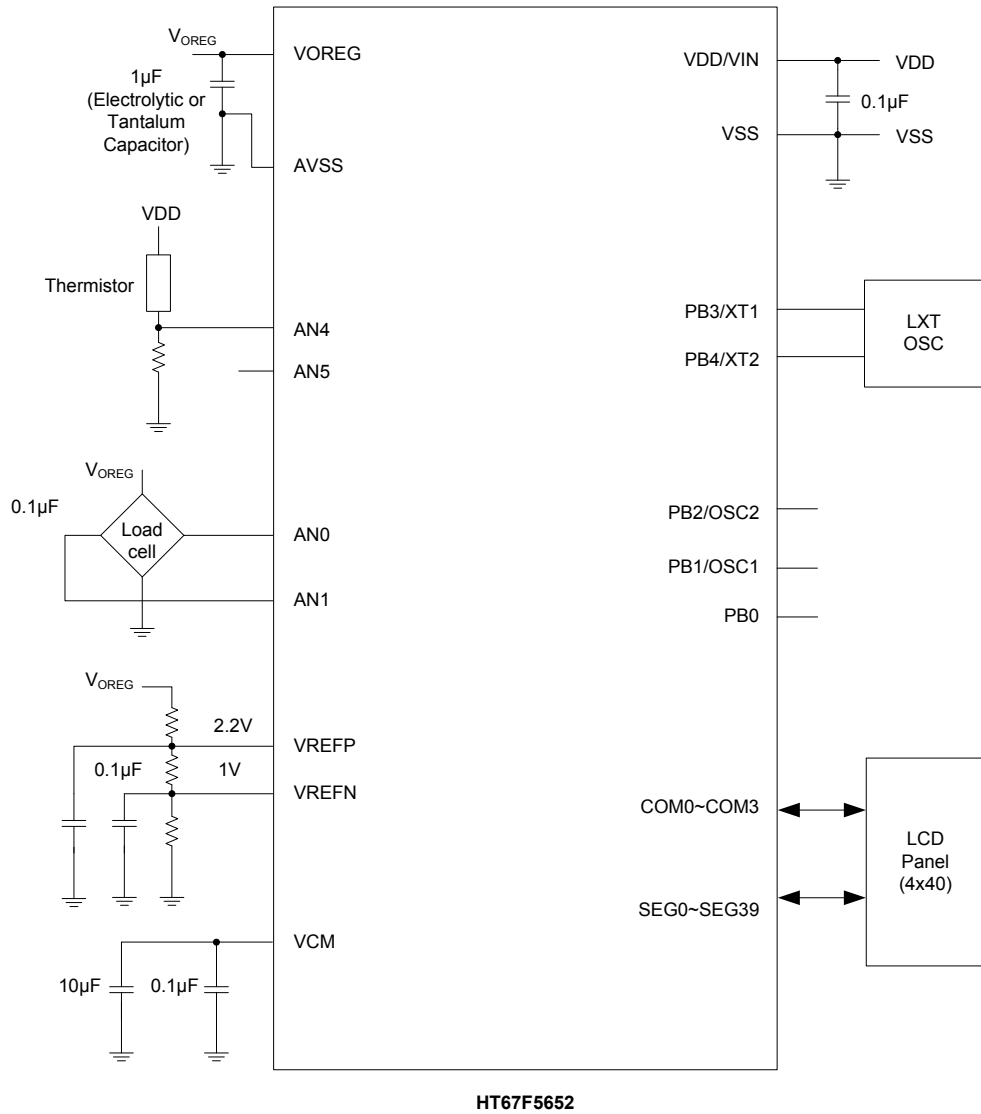 VOREG
VOREG
1µF
(Electrolytic or
Tantalum
Capacitor)
AVSS
VDD
Thermistor
AN4
AN5
VOREG
0.1µF
Load
cell
AN0
AN1
VOREG
2.2V
VREFP
0.1µF
1V
VREFN
VCM
10µF
0.1µF
VDD/VIN
VDD
0.1µF
VSS
VSS
PB3/XT1
PB4/XT2
LXT
OSC
PB2/OSC2
PB1/OSC1
PB0
COM0~COM3
SEG0~SEG39
LCD
Panel
(4x40)
HT67F5652